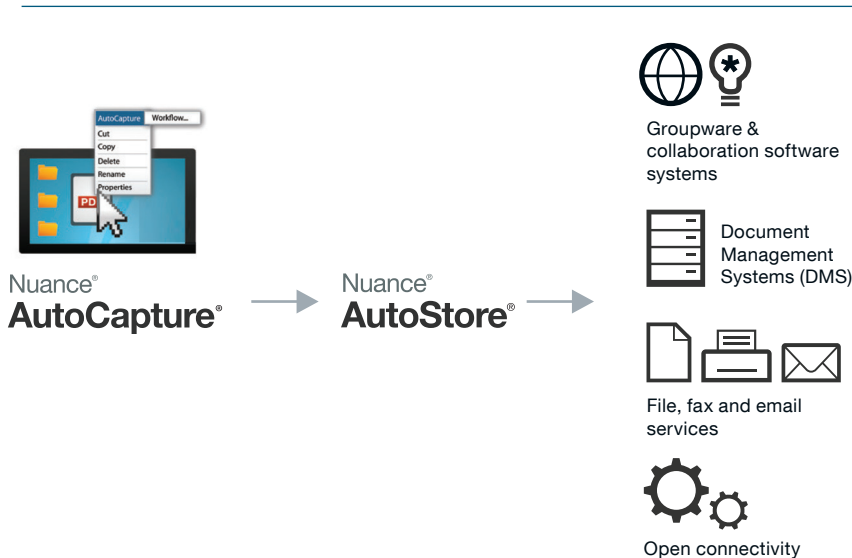 AutoCapture Workflow...
Cut
Copy
Delete
Rename
Properties
PD
Nuance®
AutoCapture®
Nuance®
AutoStore®
Groupware &
collaboration software
systems
Document
Management
Systems (DMS)
File, fax and email
services
Open connectivity